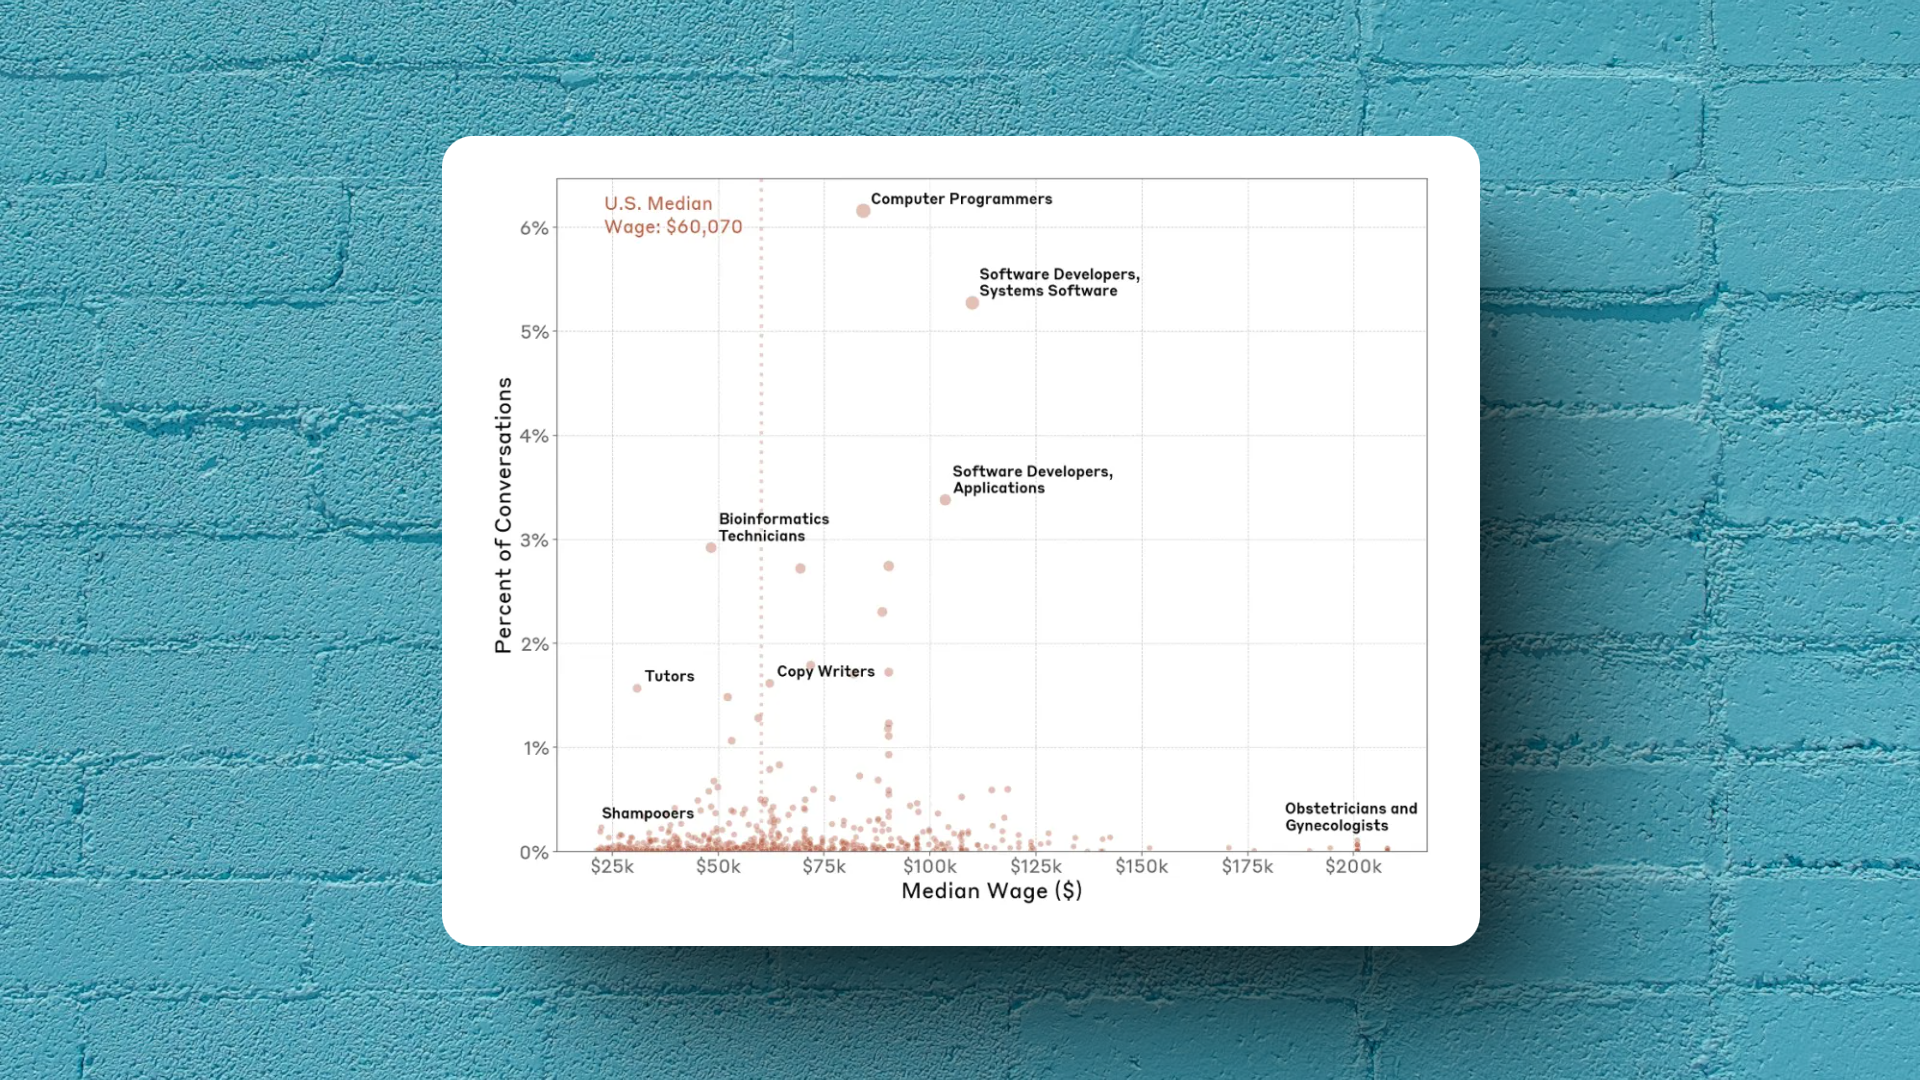 U.S. Median
Wage: $60,070
Computer Programmers
Software Developers,
Systems Software
Software Developers,
Applications
Bioinformatics
Technicians
Tutors
Copy Writers
Shampooers
Obstetricians and
Gynecologists
Percent of Conversations
6%
5%
4%
3%
2%
1%
0%
$25k
$50k
$75k
$100k
$125k
$150k
$175k
$200k
Median Wage ($)